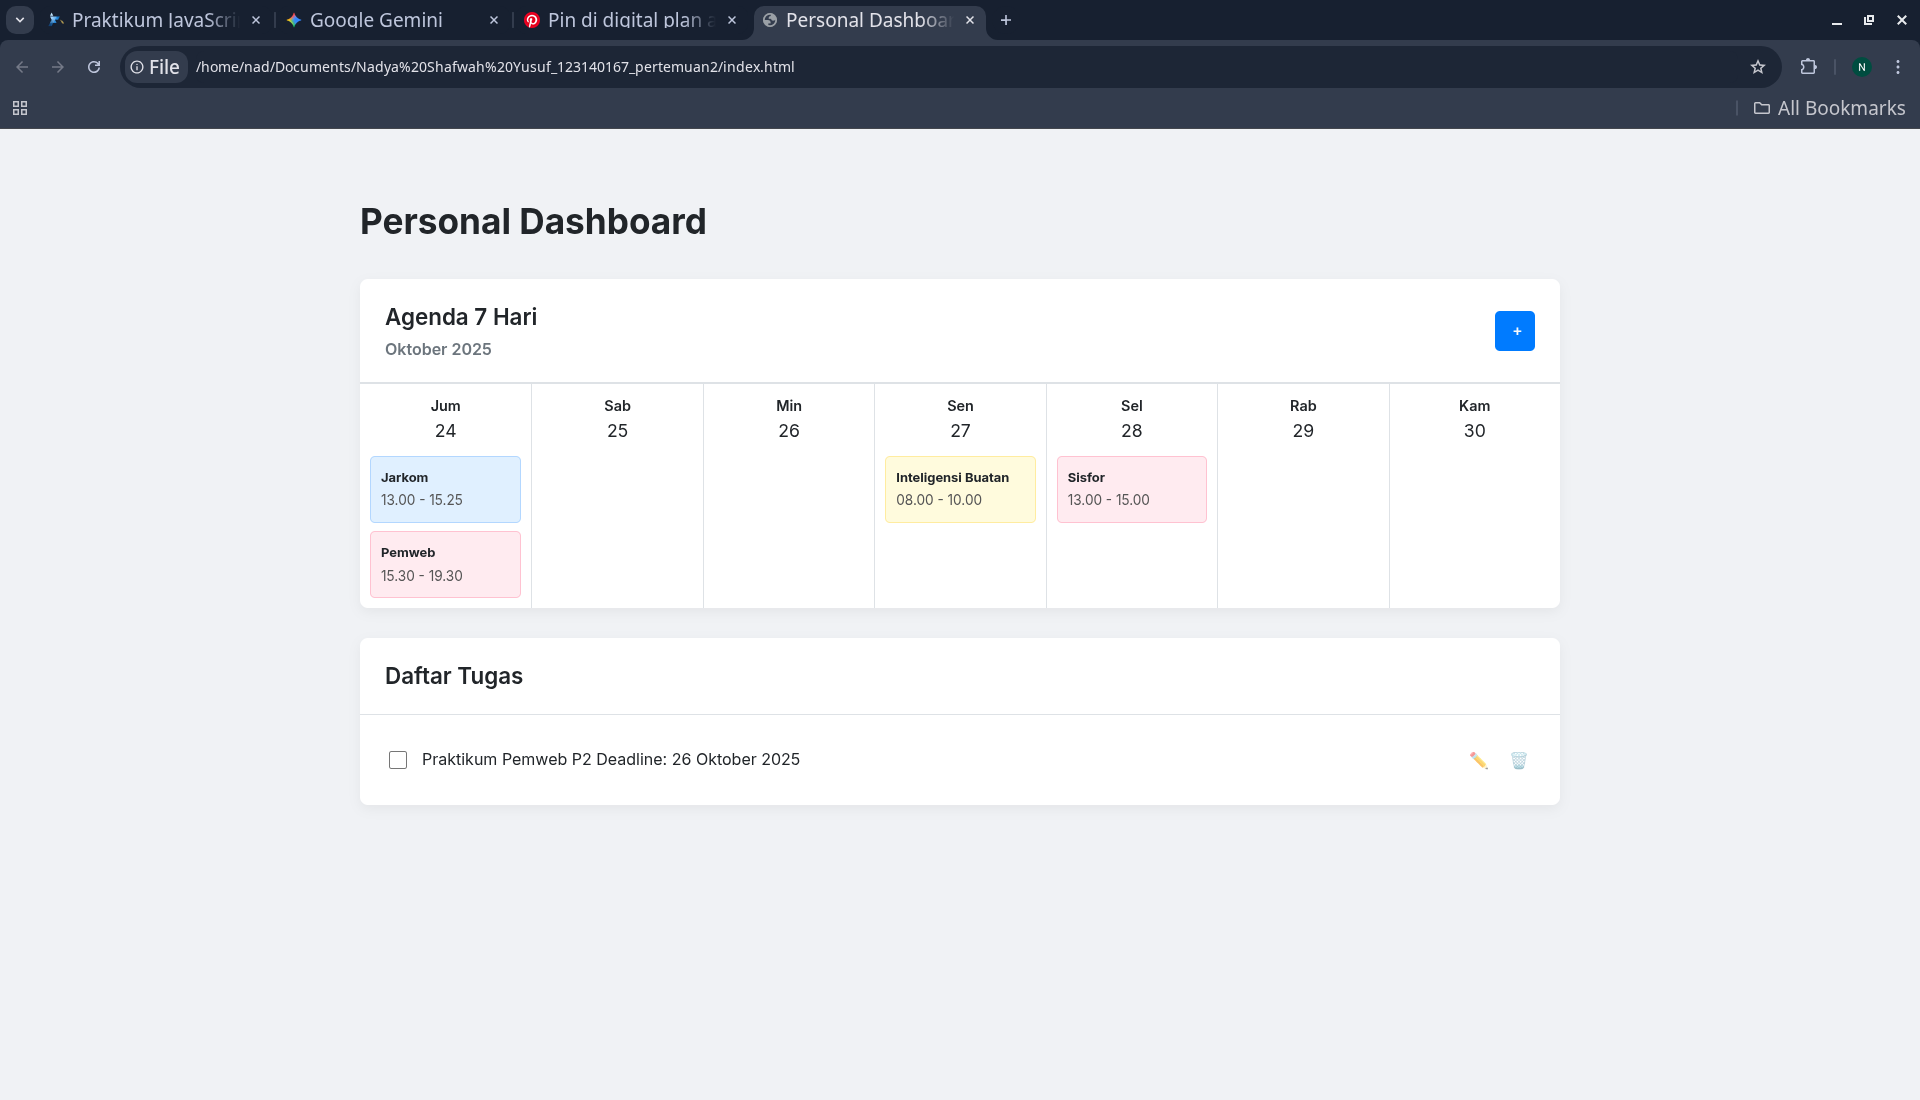 Praktikum JavaScri
Google Gemini
Pin di digital plan a
Personal Dashboar
File
/home/nad/Documents/Nadya%20Shafwah%20Yusuf_123140167_pertemuan2/index.html
N
All Bookmarks
Personal Dashboard
Agenda 7 Hari
Oktober 2025
+
Jum
24
Jarkom
13.00 - 15.25
Pemweb
15.30 - 19.30
Sab
25
Min
26
Sen
27
Inteligensi Buatan
08.00 - 10.00
Sel
28
Sisfor
13.00 - 15.00
Rab
29
Kam
30
Daftar Tugas
Praktikum Pemweb P2 Deadline: 26 Oktober 2025